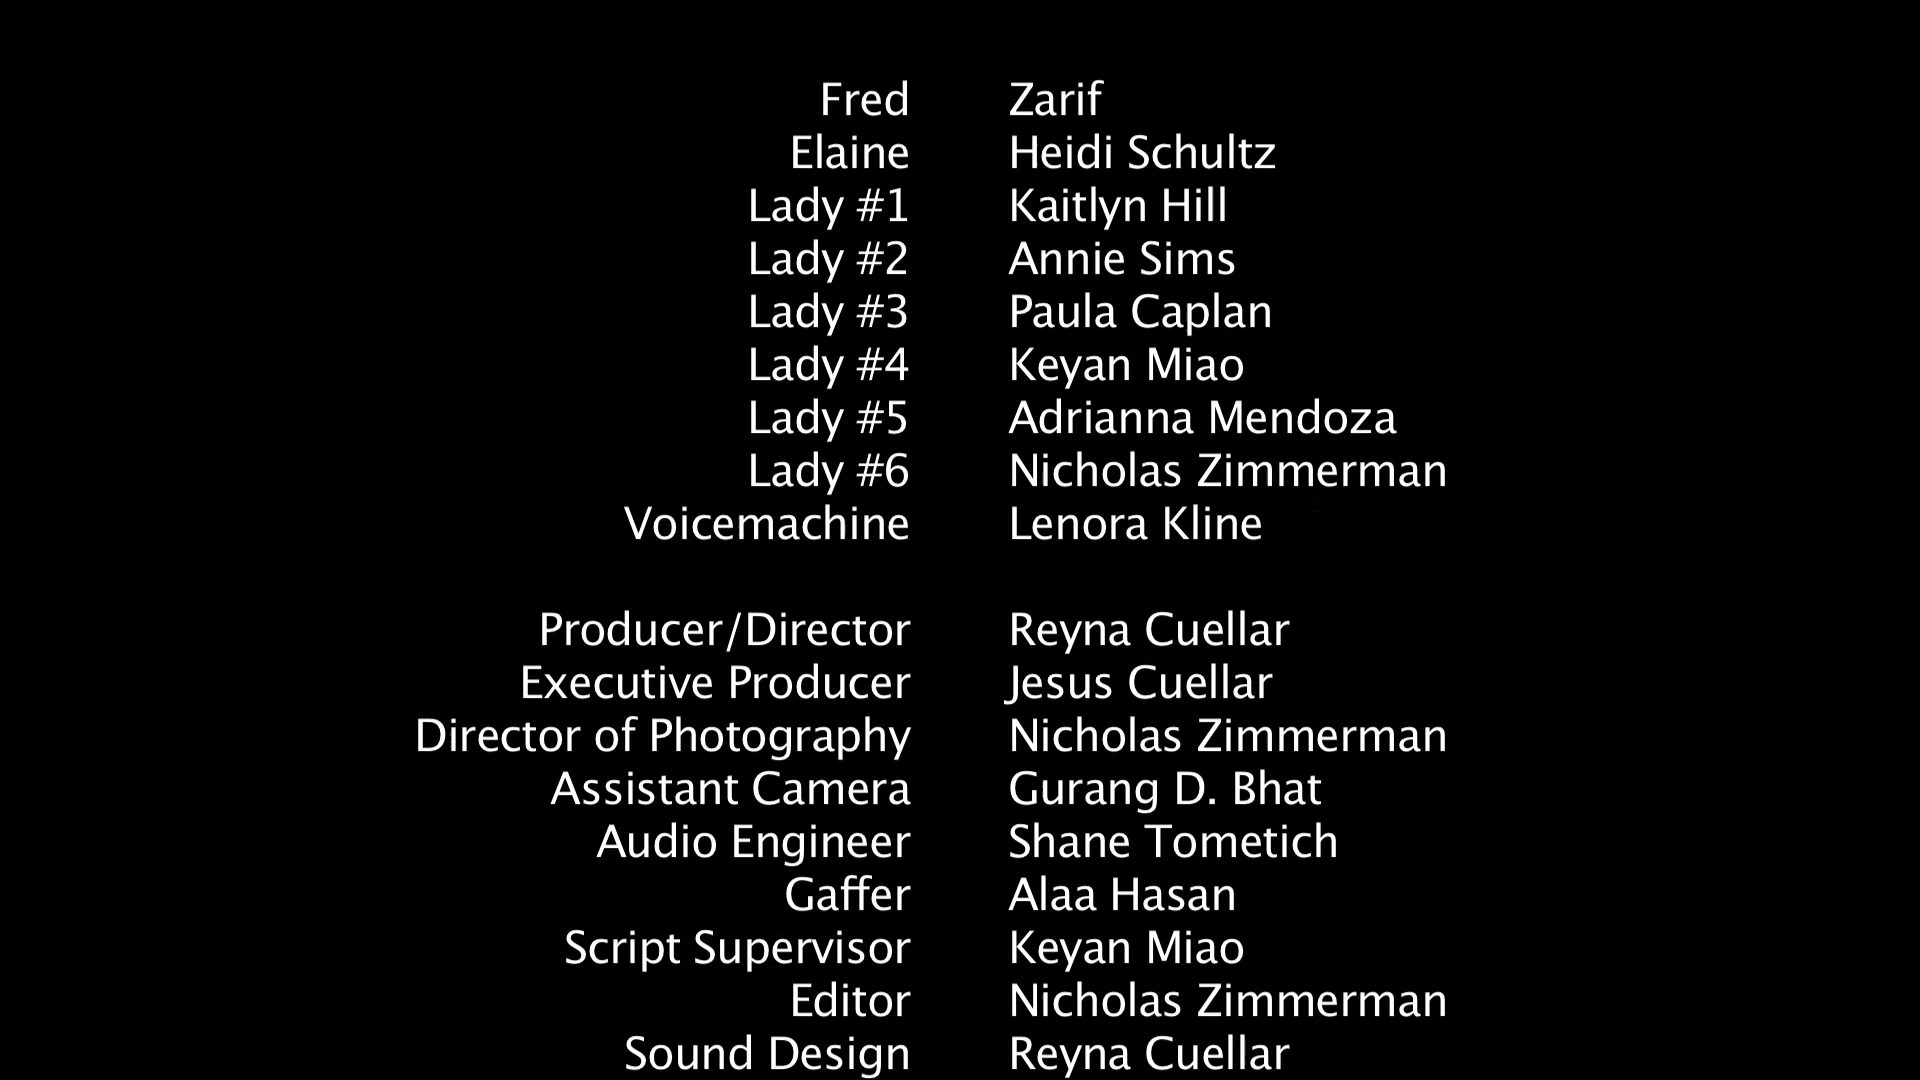 Fred Zarif
Elaine Heidi Schultz
Lady #1 Kaitlyn Hill
Lady #2 Annie Sims
Lady #3 Paula Caplan
Lady #4 Keyan Miao
Lady #5 Adrianna Mendoza
Lady #6 Nicholas Zimmerman
Voicemachine Lenora Kline
Producer/Director Reyna Cuellar
Executive Producer Jesus Cuellar
Director of Photography Nicholas Zimmerman
Assistant Camera Gurang D. Bhat
Audio Engineer Shane Tometich
Gaffer Alaa Hasan
Script Supervisor Keyan Miao
Editor Nicholas Zimmerman
Sound Design Reyna Cuellar